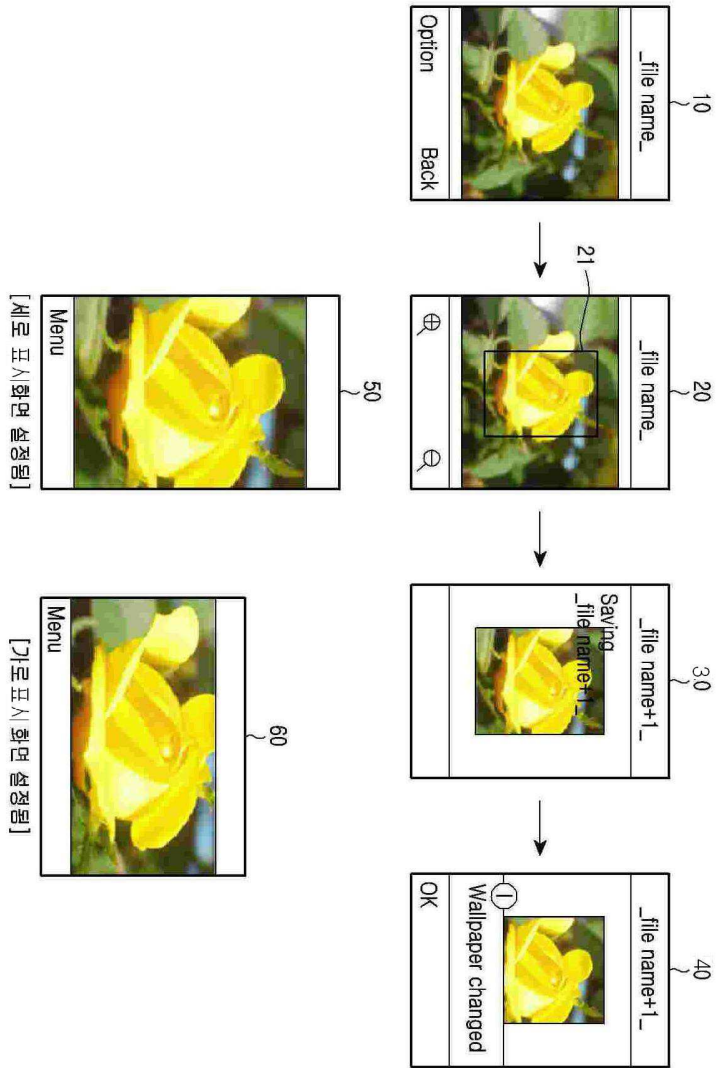 10
_file name_
Option Back
20
_file name_
21
30
_file name+1_
Saving
_file name+1_
40
_file name+1_
Wallpaper changed
OK
50
Menu
[세로 표시화면 설정됨]
60
Menu
[가로표시 화면 설정됨]